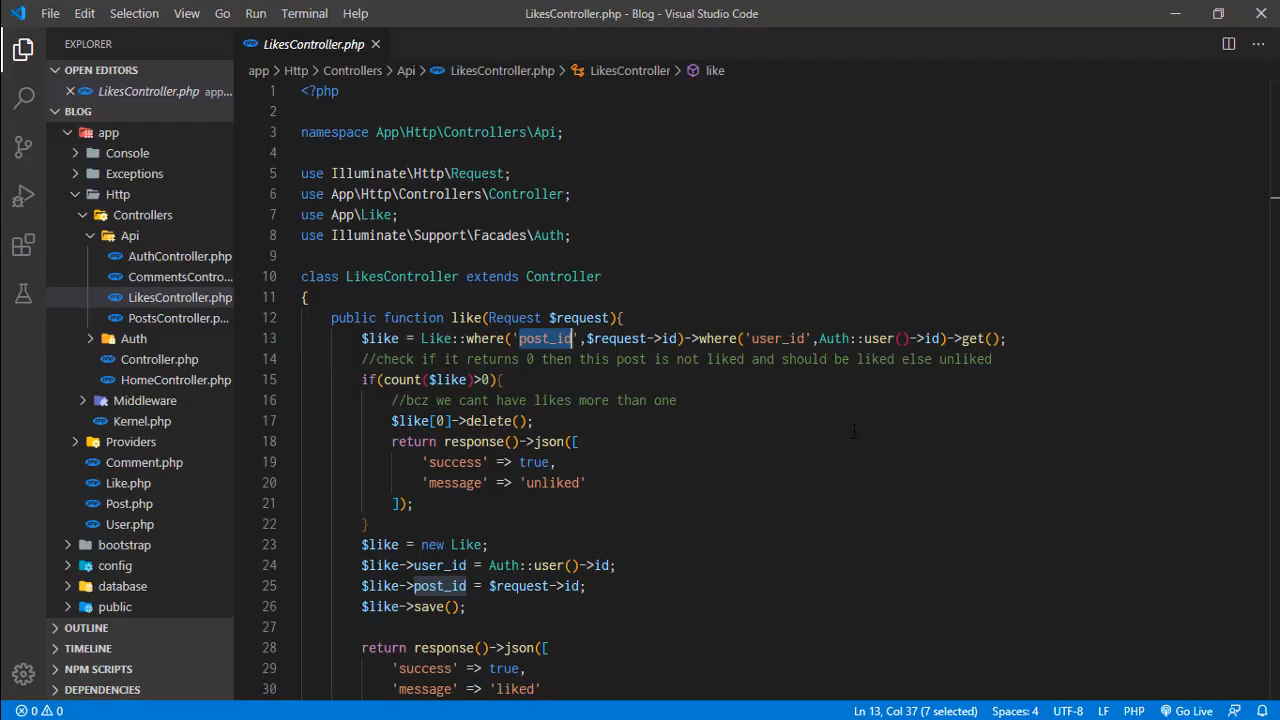 File Edit Selection View Go Run Terminal Help LikesController.php - Blog - Visual Studio Code
EXPLORER
OPEN EDITORS
LikesController.php app...
BLOG
app
Console
Exceptions
Http
Controllers
Api
AuthController.php
CommentsContro...
LikesController.php
PostsController.p...
Auth
Controller.php
HomeController.php
Middleware
Kernel.php
Providers
Comment.php
Like.php
Post.php
User.php
bootstrap
config
database
public
OUTLINE
TIMELINE
NPM SCRIPTS
DEPENDENCIES
LikesController.php
app > Http > Controllers > Api > LikesController.php > LikesController > like
1 <?php
2
3 namespace App\Http\Controllers\Api;
4
5 use Illuminate\Http\Request;
6 use App\Http\Controllers\Controller;
7 use App\Like;
8 use Illuminate\Support\Facades\Auth;
9
10 class LikesController extends Controller
11 {
12 public function like(Request $request){
13 $like = Like::where('post_id',$request->id)->where('user_id',Auth::user()->id)->get();
14 //check if it returns 0 then this post is not liked and should be liked else unliked
15 if(count($like)>0){
16 //bcz we cant have likes more than one
17 $like[0]->delete();
18 return response()->json([
19 'success' => true,
20 'message' => 'unliked'
21 ]);
22 }
23 $like = new Like;
24 $like->user_id = Auth::user()->id;
25 $like->post_id = $request->id;
26 $like->save();
27
28 return response()->json([
29 'success' => true,
30 'message' => 'liked'
0 0 Ln 13, Col 37 (7 selected) Spaces: 4 UTF-8 LF PHP Go Live